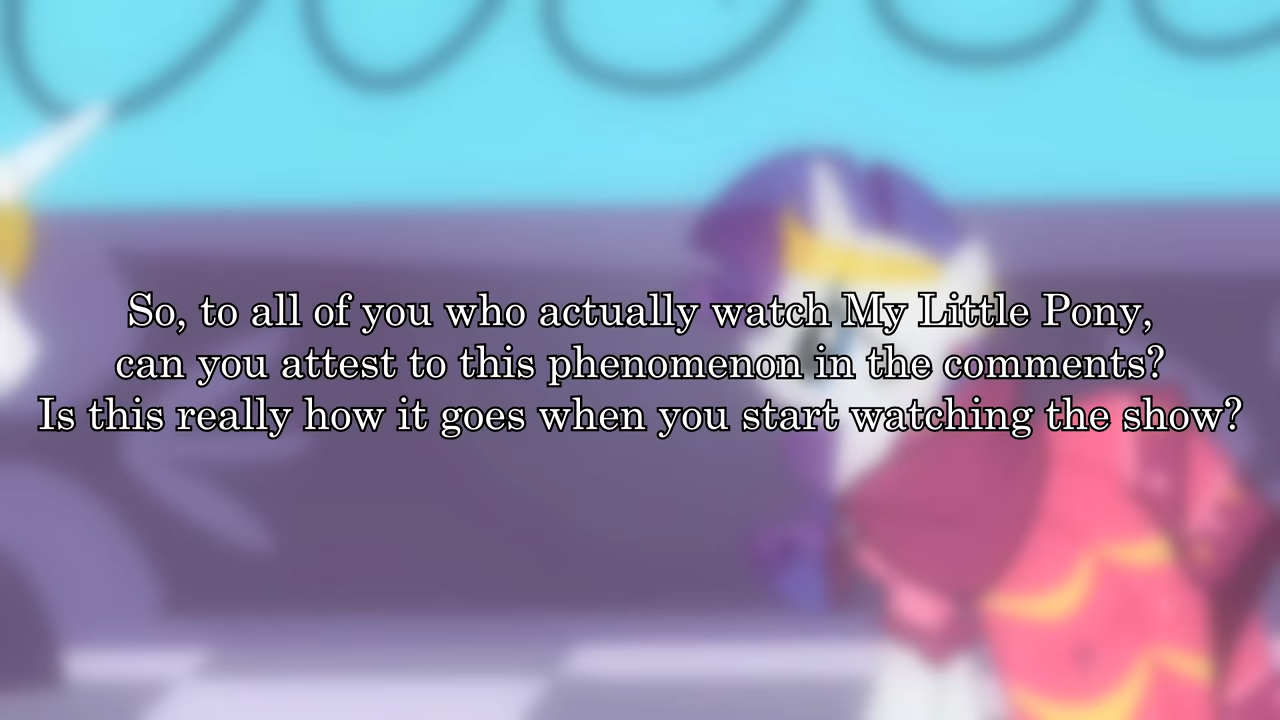 So, to all of you who actually watch My Little Pony,
can you attest to this phenomenon in the comments?
Is this really how it goes when you start watching the show?